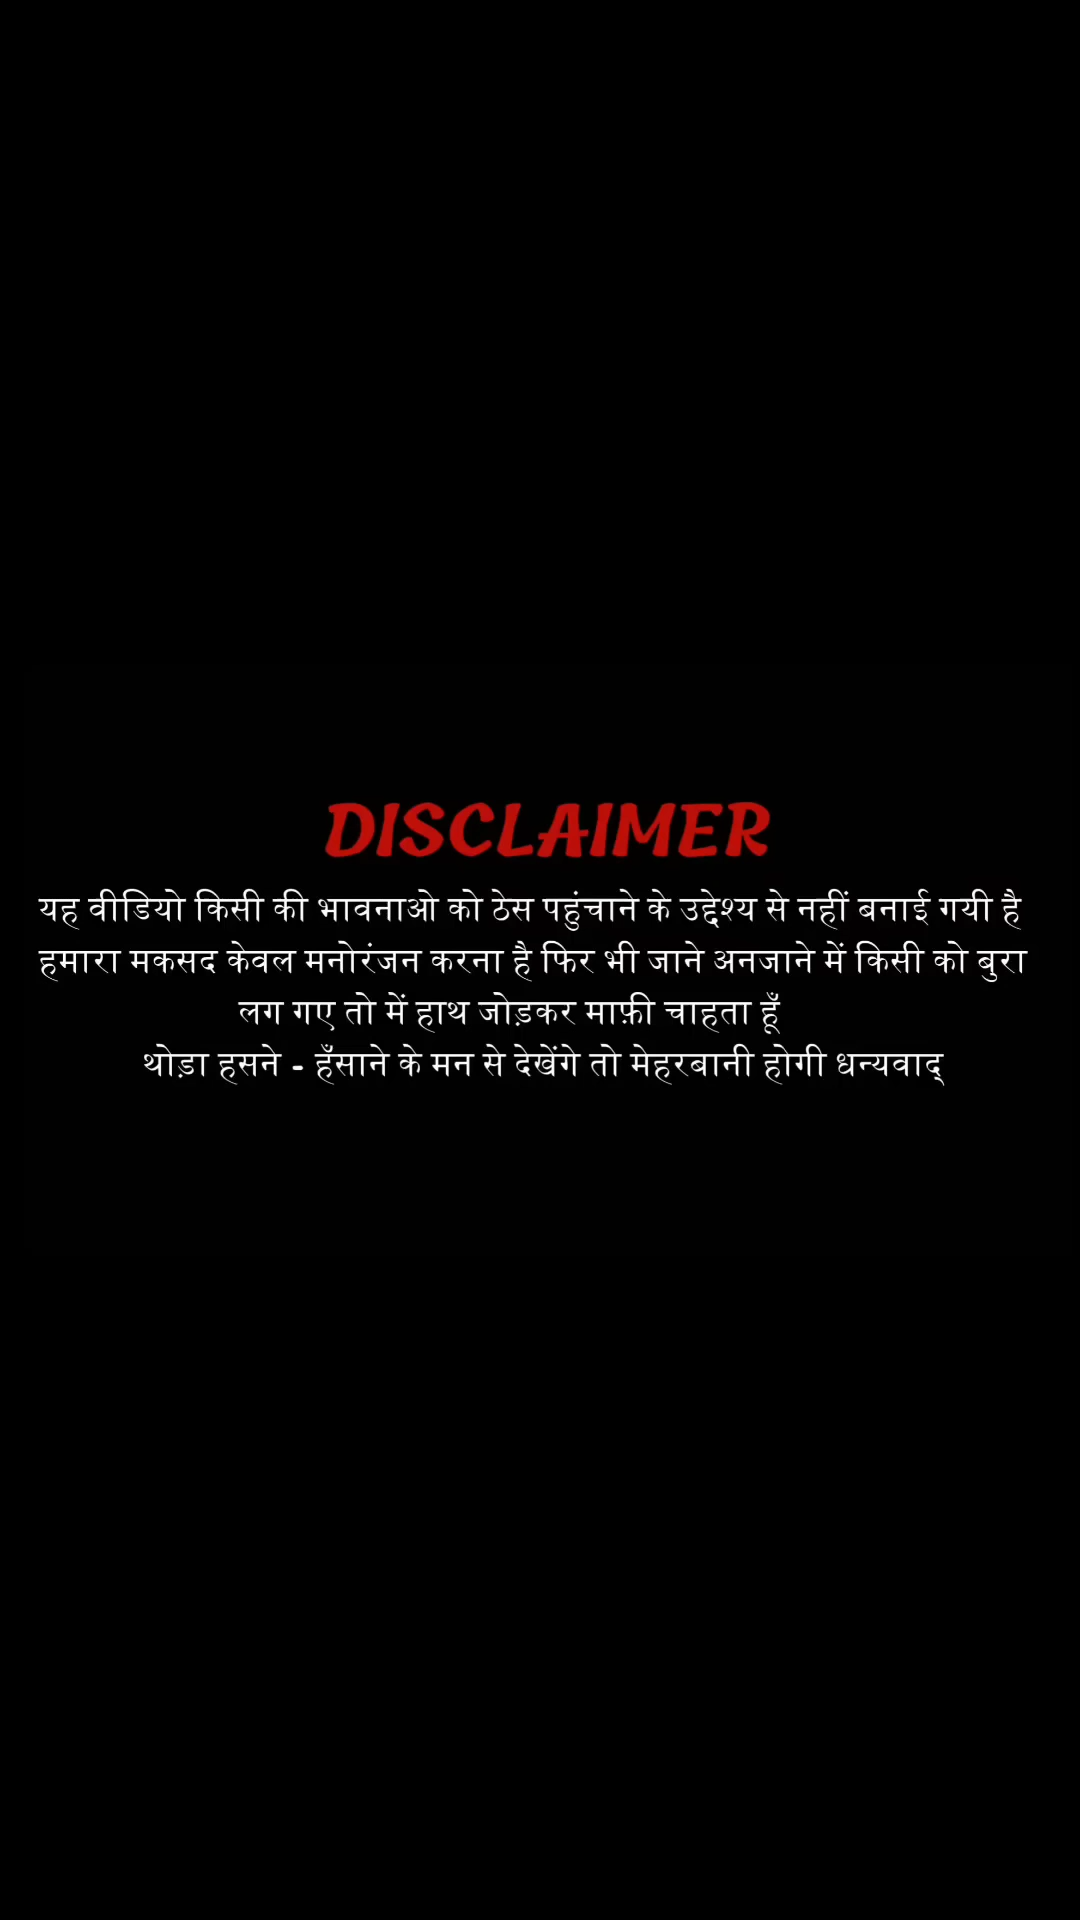 DISCLAIMER
यह वीडियो किसी की भावनाओ को ठेस पहुंचाने के उद्देश्य से नहीं बनाई गयी है
हमारा मकसद केवल मनोरंजन करना है फिर भी जाने अनजाने में किसी को बुरा
लग गए तो में हाथ जोड़कर माफ़ी चाहता हूँ
थोड़ा हसने - हँसाने के मन से देखेंगे तो मेहरबानी होगी धन्यवाद्